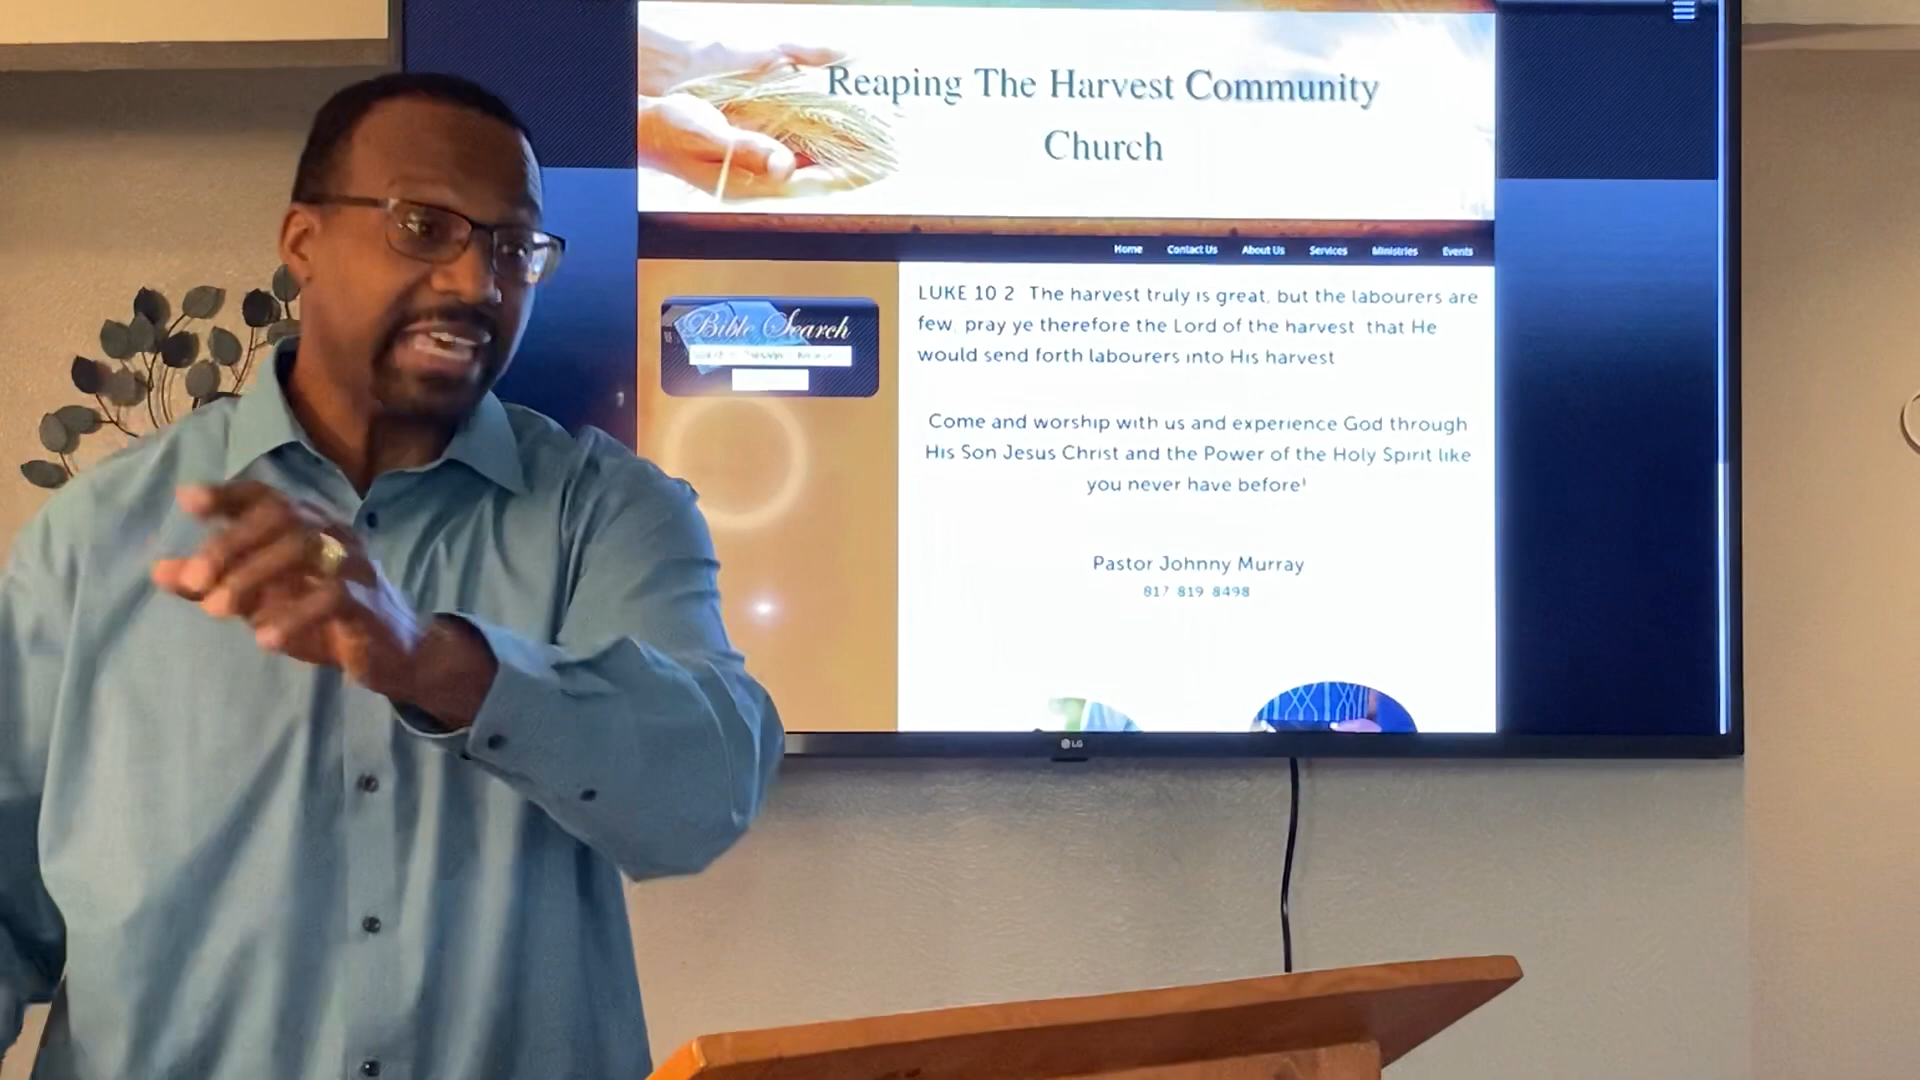 Reaping The Harvest Community
Church
Home Contact Us About Us Services Ministries Events
Bible Search
LUKE 10 2 The harvest truly is great, but the labourers are
few, pray ye therefore the Lord of the harvest that He
would send forth labourers into His harvest
Come and worship with us and experience God through
His Son Jesus Christ and the Power of the Holy Spirit like
you never have before!
Pastor Johnny Murray
817 819 8498
LG